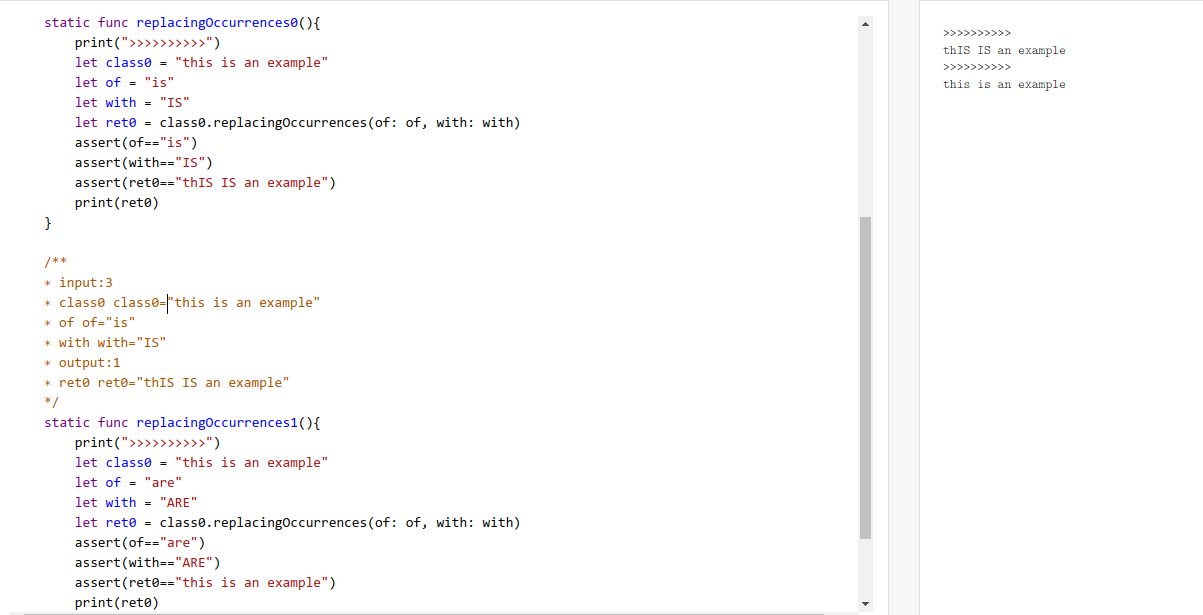 static func replacingOccurrences0(){
print(">>>>>>>>>>")
let class0 = "this is an example"
let of = "is"
let with = "IS"
let ret0 = class0.replacingOccurrences(of: of, with: with)
assert(of=="is")
assert(with=="IS")
assert(ret0=="thIS IS an example")
print(ret0)
}
/**
* input:3
* class0 class0="this is an example"
* of of="is"
* with with="IS"
* output:1
* ret0 ret0="thIS IS an example"
*/
static func replacingOccurrences1(){
print(">>>>>>>>>>")
let class0 = "this is an example"
let of = "are"
let with = "ARE"
let ret0 = class0.replacingOccurrences(of: of, with: with)
assert(of=="are")
assert(with=="ARE")
assert(ret0=="this is an example")
print(ret0)
>>>>>>>>>>
thIS IS an example
>>>>>>>>>>
this is an example